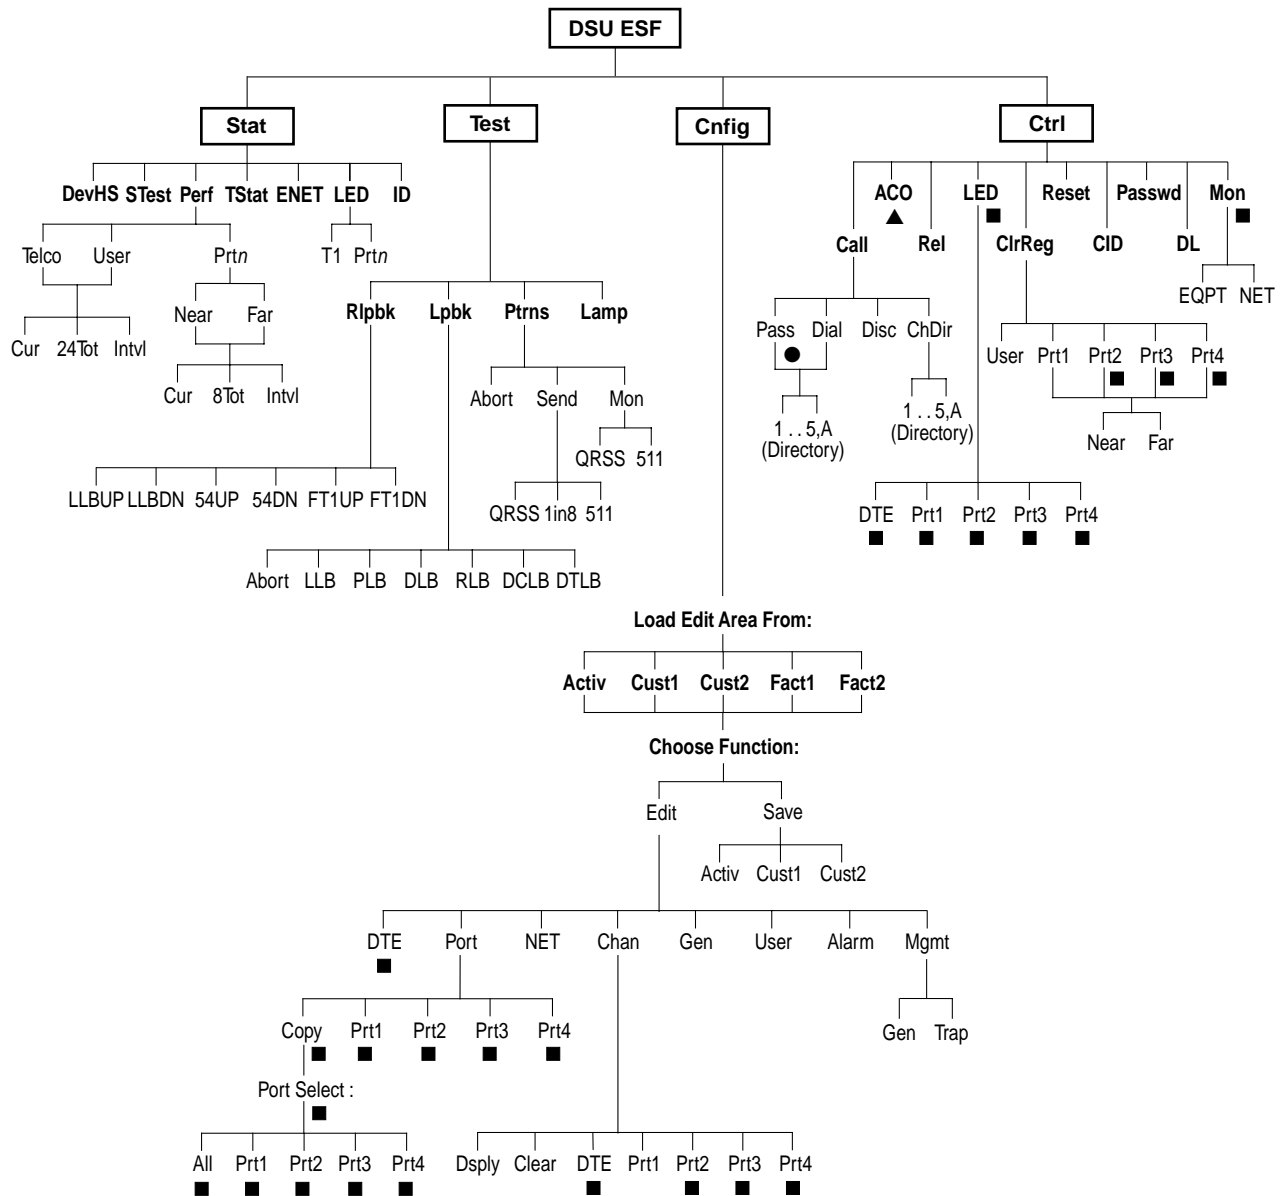 DSU ESF
Stat Test Cnfig Ctrl
DevHS STest Perf TStat ENET LED ID
ACO LED Reset Passwd Mon
Call Rel ClrReg CID DL
Telco User Prtn T1 Prtn
EQPT NET
Near Far
Rlpbk Lpbk Ptrns Lamp
Pass Dial Disc ChDir
Cur 24Tot Intvl
User Prt1 Prt2 Prt3 Prt4
Cur 8Tot Intvl
Abort Send Mon
1 . . 5,A
(Directory)
1 . . 5,A
(Directory)
Near Far
QRSS 511
LLBUP LLBDN 54UP 54DN FT1UP FT1DN
QRSS 1in8 511
DTE Prt1 Prt2 Prt3 Prt4
Abort LLB PLB DLB RLB DCLB DTLB
Load Edit Area From:
Activ Cust1 Cust2 Fact1 Fact2
Choose Function:
Edit Save
Activ Cust1 Cust2
DTE Port NET Chan Gen User Alarm Mgmt
Copy Prt1 Prt2 Prt3 Prt4
Gen Trap
Port Select :
All Prt1 Prt2 Prt3 Prt4
Dsply Clear DTE Prt1 Prt2 Prt3 Prt4